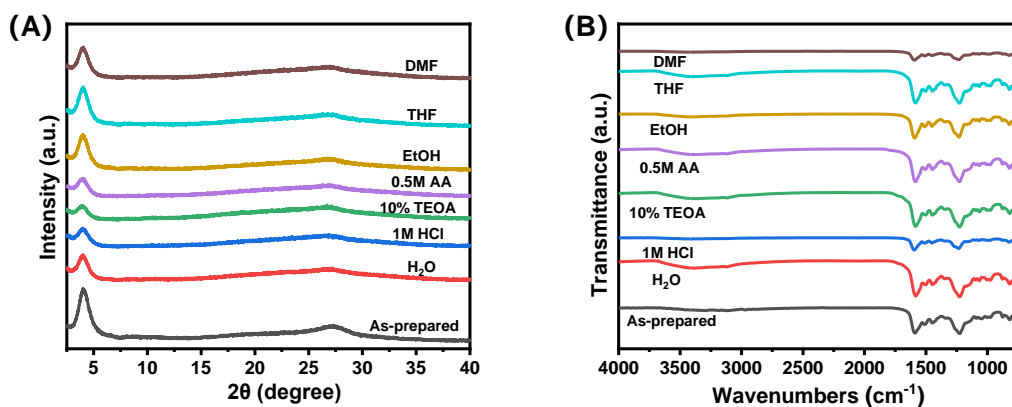 (A)
Intensity (a.u.)
DMF
THF
EtOH
0.5M AA
10% TEOA
1M HCl
H₂O
As-prepared
5 10 15 20 25 30 35 40
2θ (degree)
(B)
Transmittance (a.u.)
DMF
THF
EtOH
0.5M AA
10% TEOA
1M HCl
H₂O
As-prepared
4000 3500 3000 2500 2000 1500 1000
Wavenumbers (cm⁻¹)